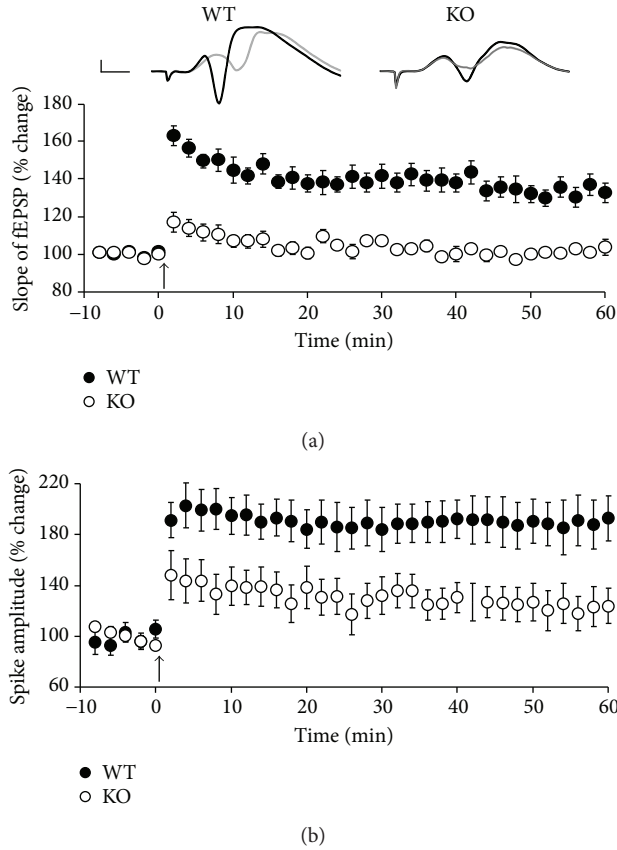 WT KO
180
160
140
120
100
80
Slope of fEPSP (% change)
−10 0 10 20 30 40 50 60
Time (min)
WT
KO
(a)
220
180
140
100
60
Spike amplitude (% change)
−10 0 10 20 30 40 50 60
Time (min)
WT
KO
(b)